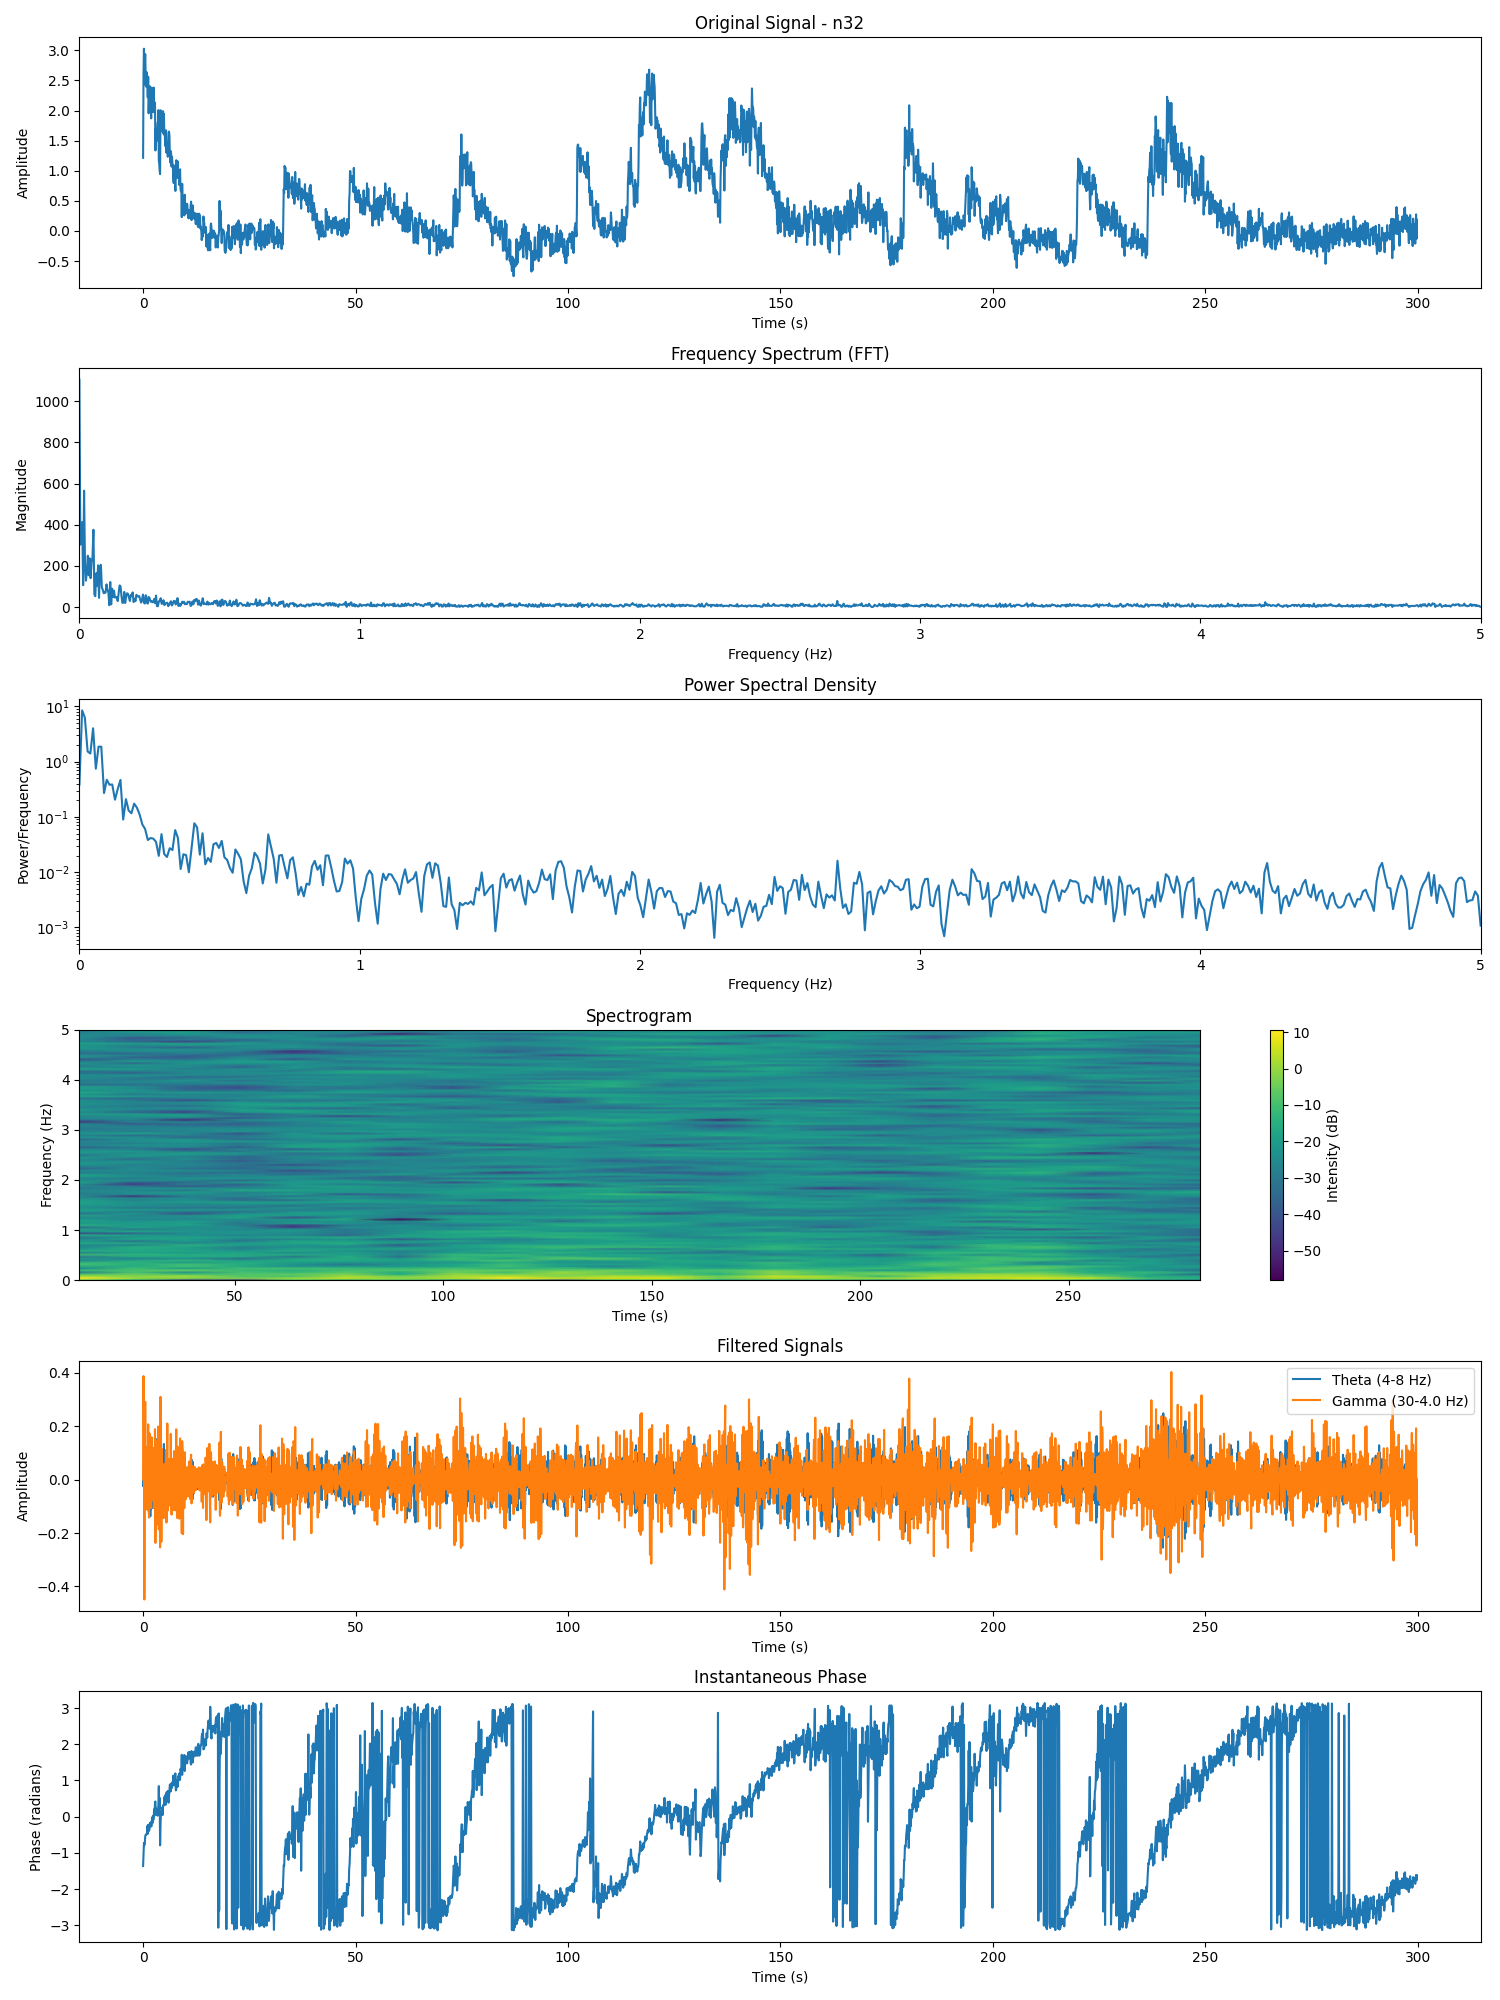 Original Signal - n32
3.0
2.5
2.0
1.5
1.0
0.5
0.0
−0.5
Amplitude
0 50 100 150 200 250 300
Time (s)
Frequency Spectrum (FFT)
1000
800
600
400
200
0
Magnitude
0 1 2 3 4 5
Frequency (Hz)
Power Spectral Density
10¹
10⁰
10⁻¹
10⁻²
10⁻³
Power/Frequency
0 1 2 3 4 5
Frequency (Hz)
Spectrogram
5
4
3
2
1
0
Frequency (Hz)
50 100 150 200 250
Time (s)
10
0
−10
−20
−30
−40
−50
Intensity (dB)
Filtered Signals
0.4
0.2
0.0
−0.2
−0.4
Amplitude
Theta (4-8 Hz)
Gamma (30-4.0 Hz)
0 50 100 150 200 250 300
Time (s)
Instantaneous Phase
3
2
1
0
−1
−2
−3
Phase (radians)
0 50 100 150 200 250 300
Time (s)